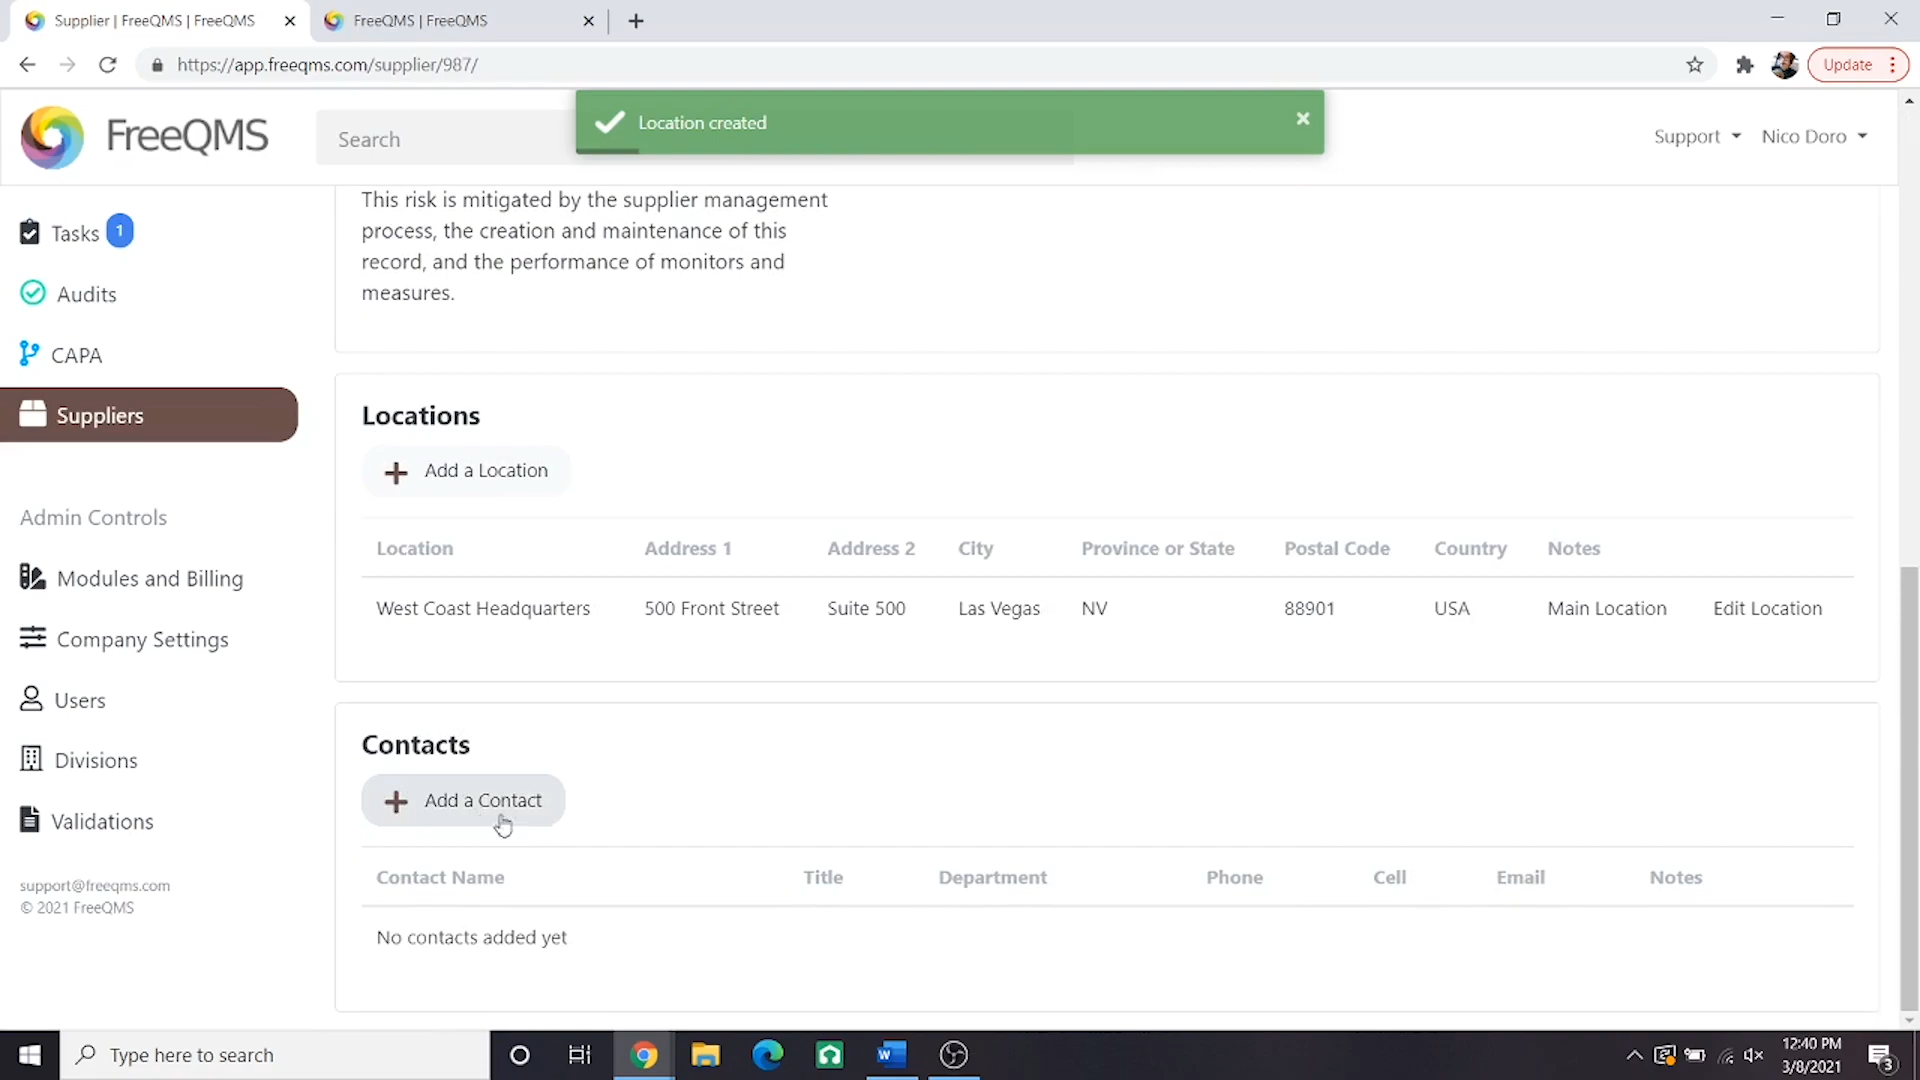 Supplier | FreeQMS | FreeQMS
FreeQMS | FreeQMS
https://app.freeqms.com/supplier/987/
Update
FreeQMS
Search
Location created
Support
Nico Doro
Tasks 1
Audits
CAPA
Suppliers
Admin Controls
Modules and Billing
Company Settings
Users
Divisions
Validations
support@freeqms.com
© 2021 FreeQMS
This risk is mitigated by the supplier management
process, the creation and maintenance of this
record, and the performance of monitors and
measures.
Locations
Add a Location
Location Address 1 Address 2 City Province or State Postal Code Country Notes
West Coast Headquarters 500 Front Street Suite 500 Las Vegas NV 88901 USA Main Location Edit Location
Contacts
Add a Contact
Contact Name Title Department Phone Cell Email Notes
No contacts added yet
Type here to search
12:40 PM
3/8/2021
3